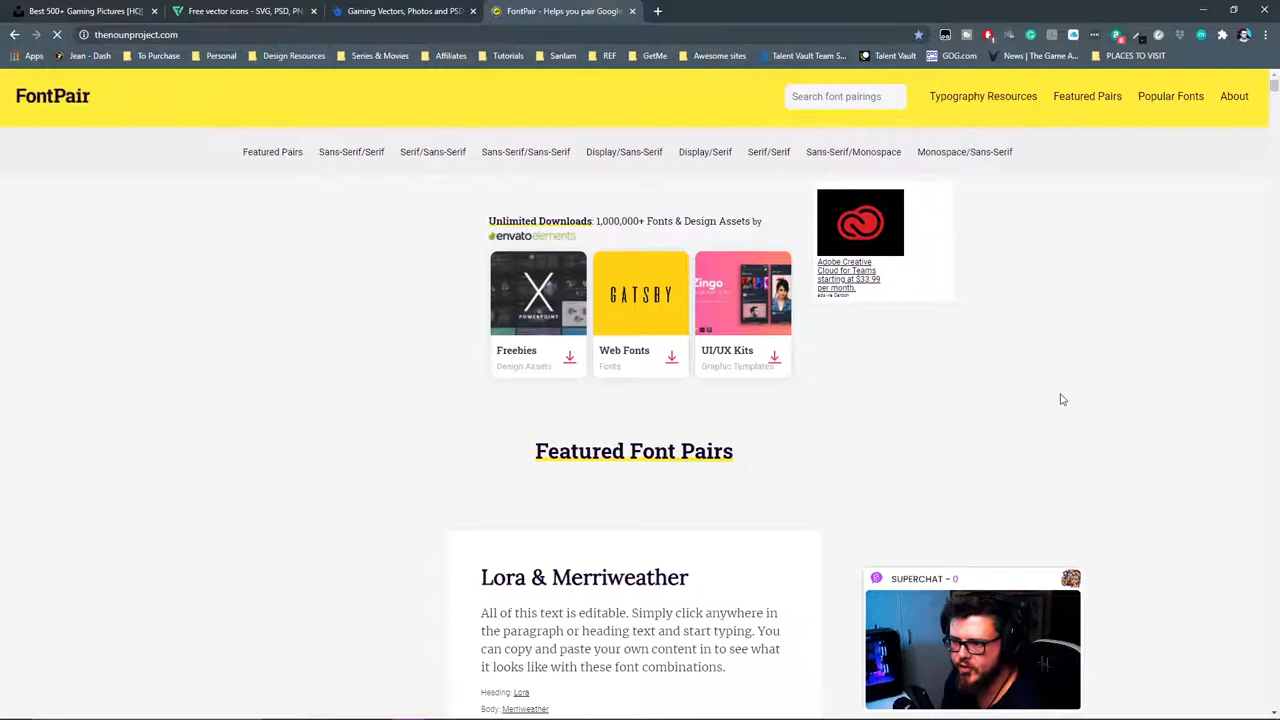 Best 500+ Gaming Pictures [HQ]
Free vector icons - SVG, PSD, PN
Gaming Vectors, Photos and PSD
FontPair - Helps you pair Google
thenounproject.com
Apps
Jean - Dash
To Purchase
Personal
Documents
Series & Movies
Affiliates
Tutorials
Sanlam
REF
GetMe
Awesome sites
Talent Vault Team S...
Talent Vault
GOG.com
News | The Game A...
PLACES TO VISIT
FontPair
Search font pairings
Typography Resources
Featured Pairs
Popular Fonts
About
Featured Pairs
Sans-Serif/Serif
Serif/Sans-Serif
Sans-Serif/Sans-Serif
Display/Sans-Serif
Display/Serif
Serif/Serif
Sans-Serif/Monospace
Monospace/Sans-Serif
Unlimited Downloads: 1,000,000+ Fonts & Design Assets by
envatoelements
X
POWERPOINT
GATSBY
Zingo
Freebies
Design Assets
Web Fonts
Fonts
UI/UX Kits
Graphic Templates
Adobe Creative
Cloud for Teams
starting at $33.99
per month.
ads via Carbon
Featured Font Pairs
Lora & Merriweather
All of this text is editable. Simply click anywhere in
the paragraph or heading text and start typing. You
can copy and paste your own content in to see what
it looks like with these font combinations.
Heading: Lora
Body: Merriweather
SUPERCHAT - 0